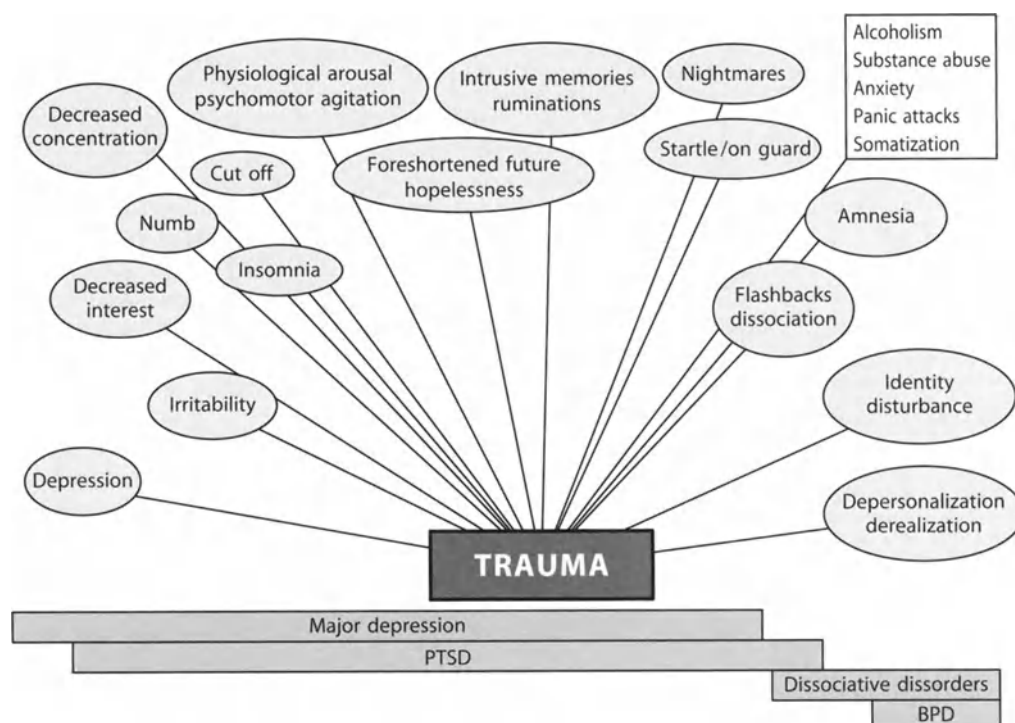 Alcoholism
Substance abuse
Anxiety
Panic attacks
Somatization
Physiological arousal
psychomotor agitation
Intrusive memories
ruminations
Nightmares
Decreased
concentration
Startle/on guard
Cut off
Foreshortened future
hopelessness
Numb
Amnesia
Insomnia
Decreased
interest
Flashbacks
dissociation
Irritability
Identity
disturbance
Depression
Depersonalization
derealization
TRAUMA
Major depression
PTSD
Dissociative dissorders
BPD